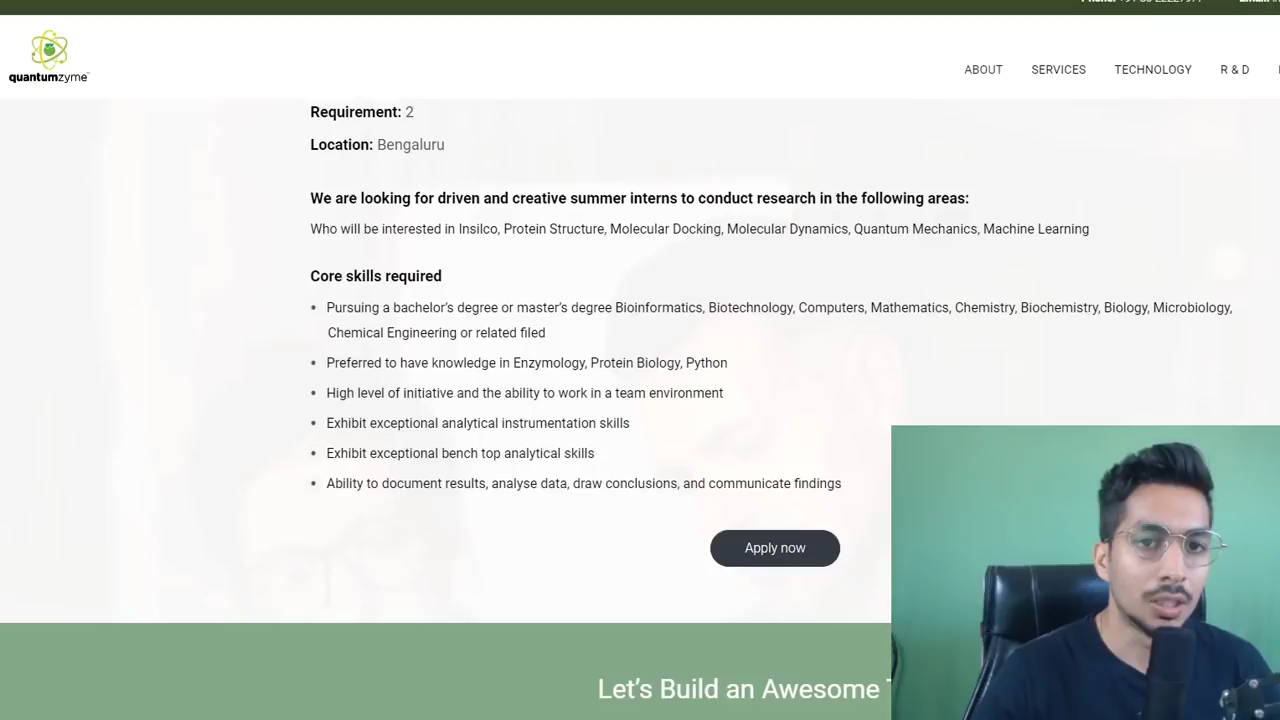 quantumzyme
ABOUT
SERVICES
TECHNOLOGY
R & D
Requirement: 2
Location: Bengaluru
We are looking for driven and creative summer interns to conduct research in the following areas:
Who will be interested in Insilco, Protein Structure, Molecular Docking, Molecular Dynamics, Quantum Mechanics, Machine Learning
Core skills required
• Pursuing a bachelor’s degree or master’s degree Bioinformatics, Biotechnology, Computers, Mathematics, Chemistry, Biochemistry, Biology, Microbiology,
Chemical Engineering or related filed
• Preferred to have knowledge in Enzymology, Protein Biology, Python
• High level of initiative and the ability to work in a team environment
• Exhibit exceptional analytical instrumentation skills
• Exhibit exceptional bench top analytical skills
• Ability to document results, analyse data, draw conclusions, and communicate findings
Apply now
Let’s Build an Awesome